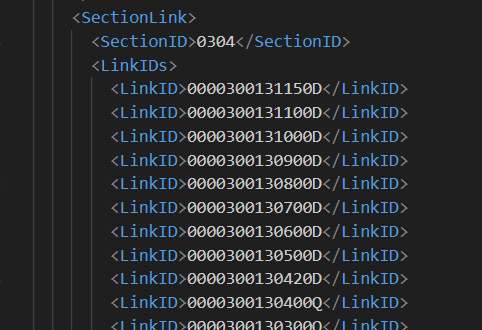 <SectionLink>
<SectionID>0304</SectionID>
<LinkIDs>
<LinkID>0000300131150D</LinkID>
<LinkID>0000300131100D</LinkID>
<LinkID>0000300131000D</LinkID>
<LinkID>0000300130900D</LinkID>
<LinkID>0000300130800D</LinkID>
<LinkID>0000300130700D</LinkID>
<LinkID>0000300130600D</LinkID>
<LinkID>0000300130500D</LinkID>
<LinkID>0000300130420D</LinkID>
<LinkID>0000300130400Q</LinkID>
<LinkID>0000300130300Q</LinkID>